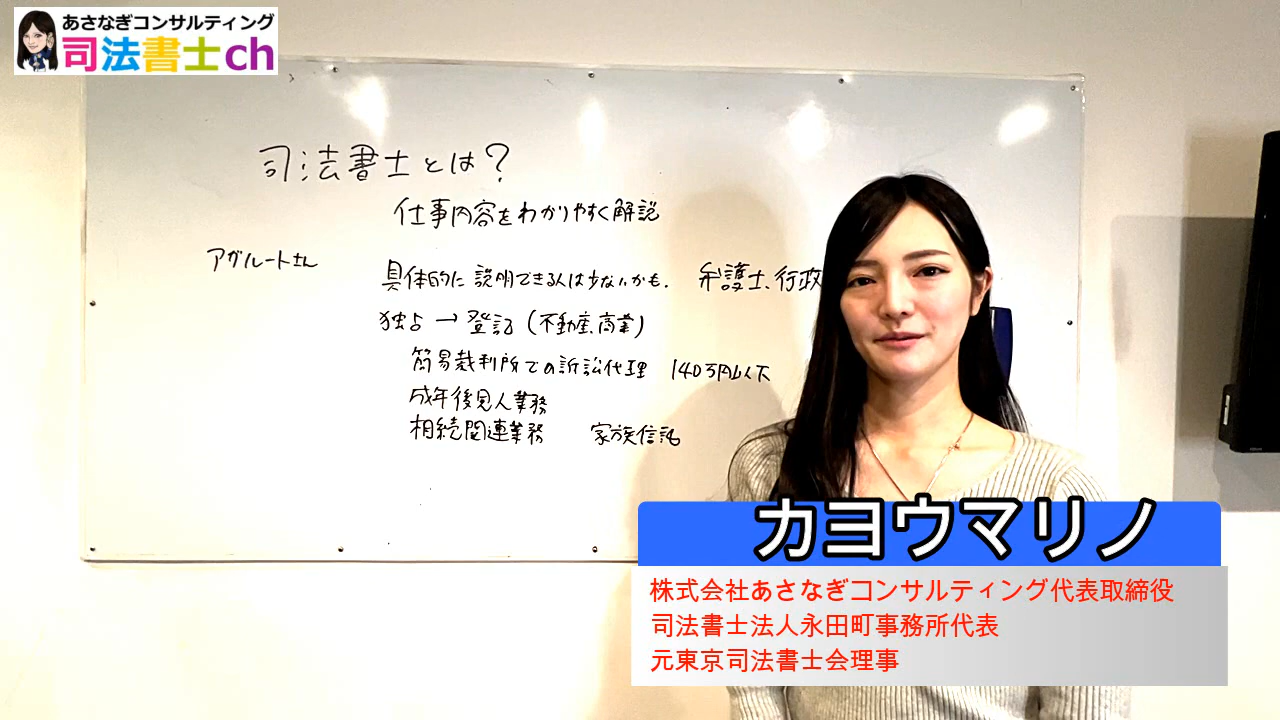 あさなぎコンサルティング
司法書士ch
司法書士とは?
仕事内容をわかりやすく解説
アガルートさん
具体的に説明できる人は少ないかも. 弁護士、行政
独占 → 登記(不動産、商業)
簡易裁判所での訴訟代理 140万円以下
成年後見人業務
相続関連業務 家族信託
カヨウマリノ
株式会社あさなぎコンサルティング代表取締役
司法書士法人永田町事務所代表
元東京司法書士会理事